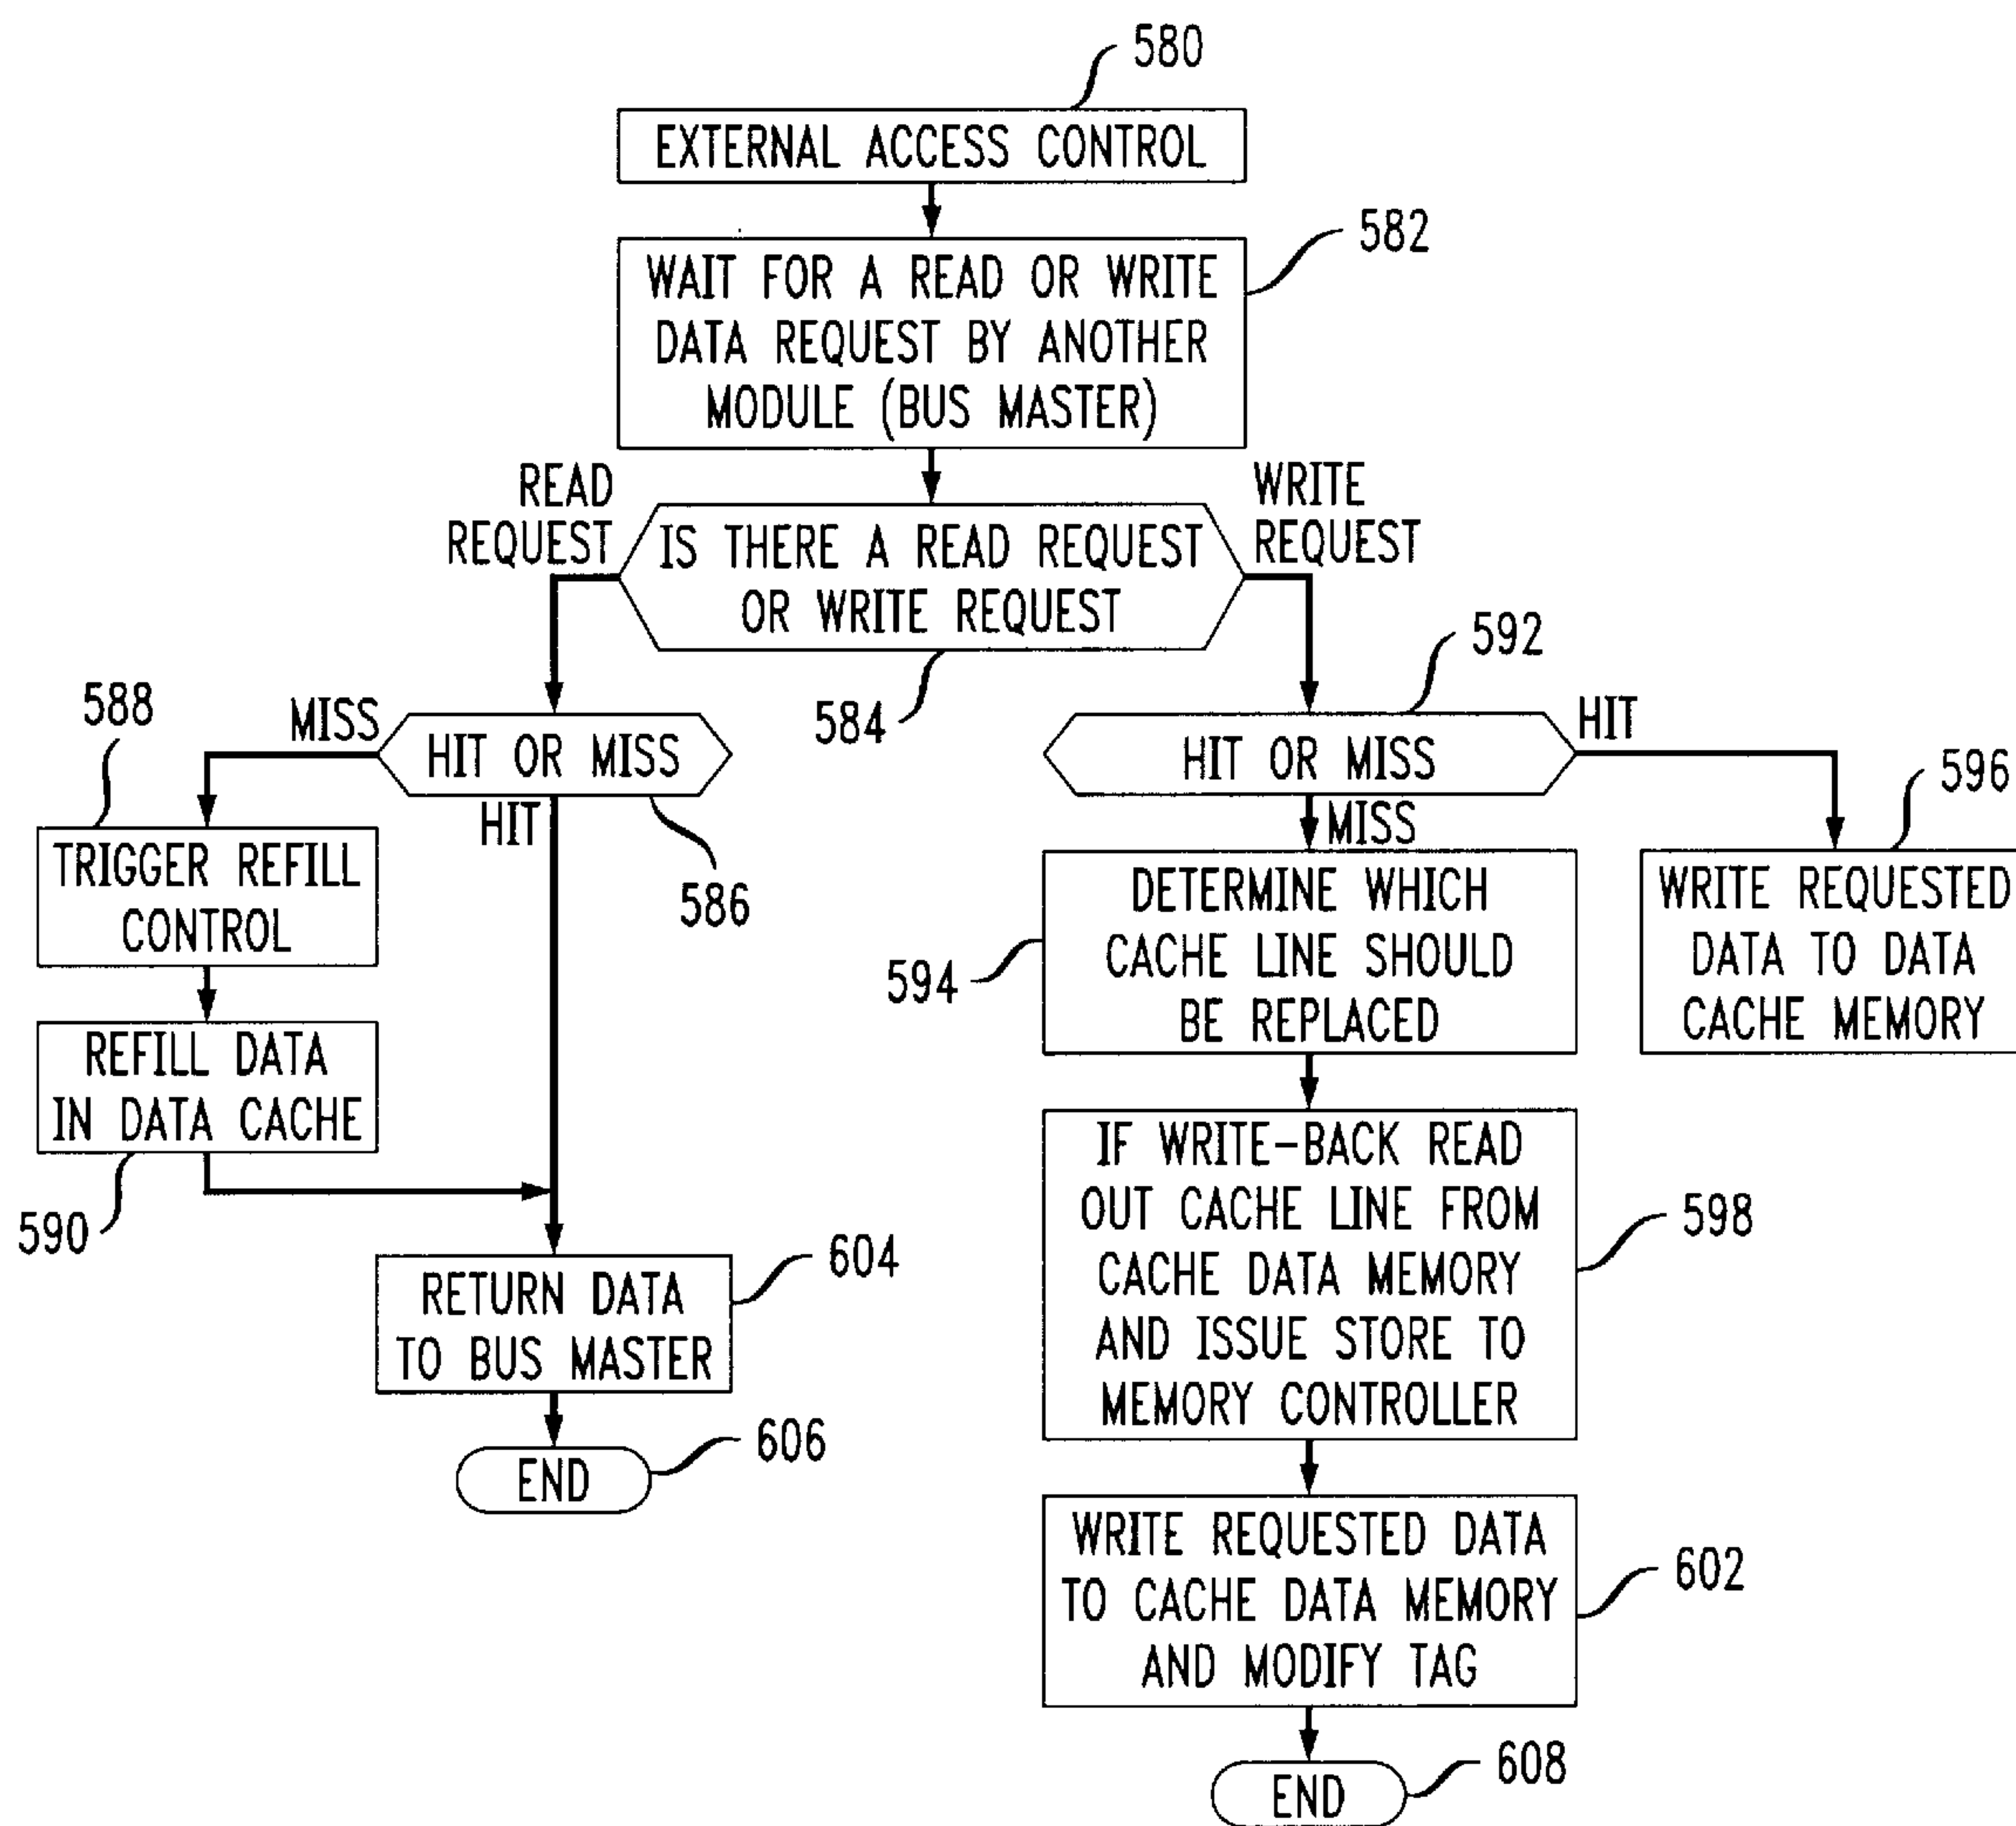 580
EXTERNAL ACCESS CONTROL
582
WAIT FOR A READ OR WRITE
DATA REQUEST BY ANOTHER
MODULE (BUS MASTER)
READ
REQUEST
WRITE
REQUEST
IS THERE A READ REQUEST
OR WRITE REQUEST
584
592
588
MISS
HIT OR MISS
HIT
586
HIT OR MISS
HIT
MISS
596
TRIGGER REFILL
CONTROL
REFILL DATA
IN DATA CACHE
590
594
DETERMINE WHICH
CACHE LINE SHOULD
BE REPLACED
WRITE REQUESTED
DATA TO DATA
CACHE MEMORY
IF WRITE-BACK READ
OUT CACHE LINE FROM
CACHE DATA MEMORY
AND ISSUE STORE TO
MEMORY CONTROLLER
598
604
RETURN DATA
TO BUS MASTER
606
END
WRITE REQUESTED DATA
TO CACHE DATA MEMORY
AND MODIFY TAG
602
608
END